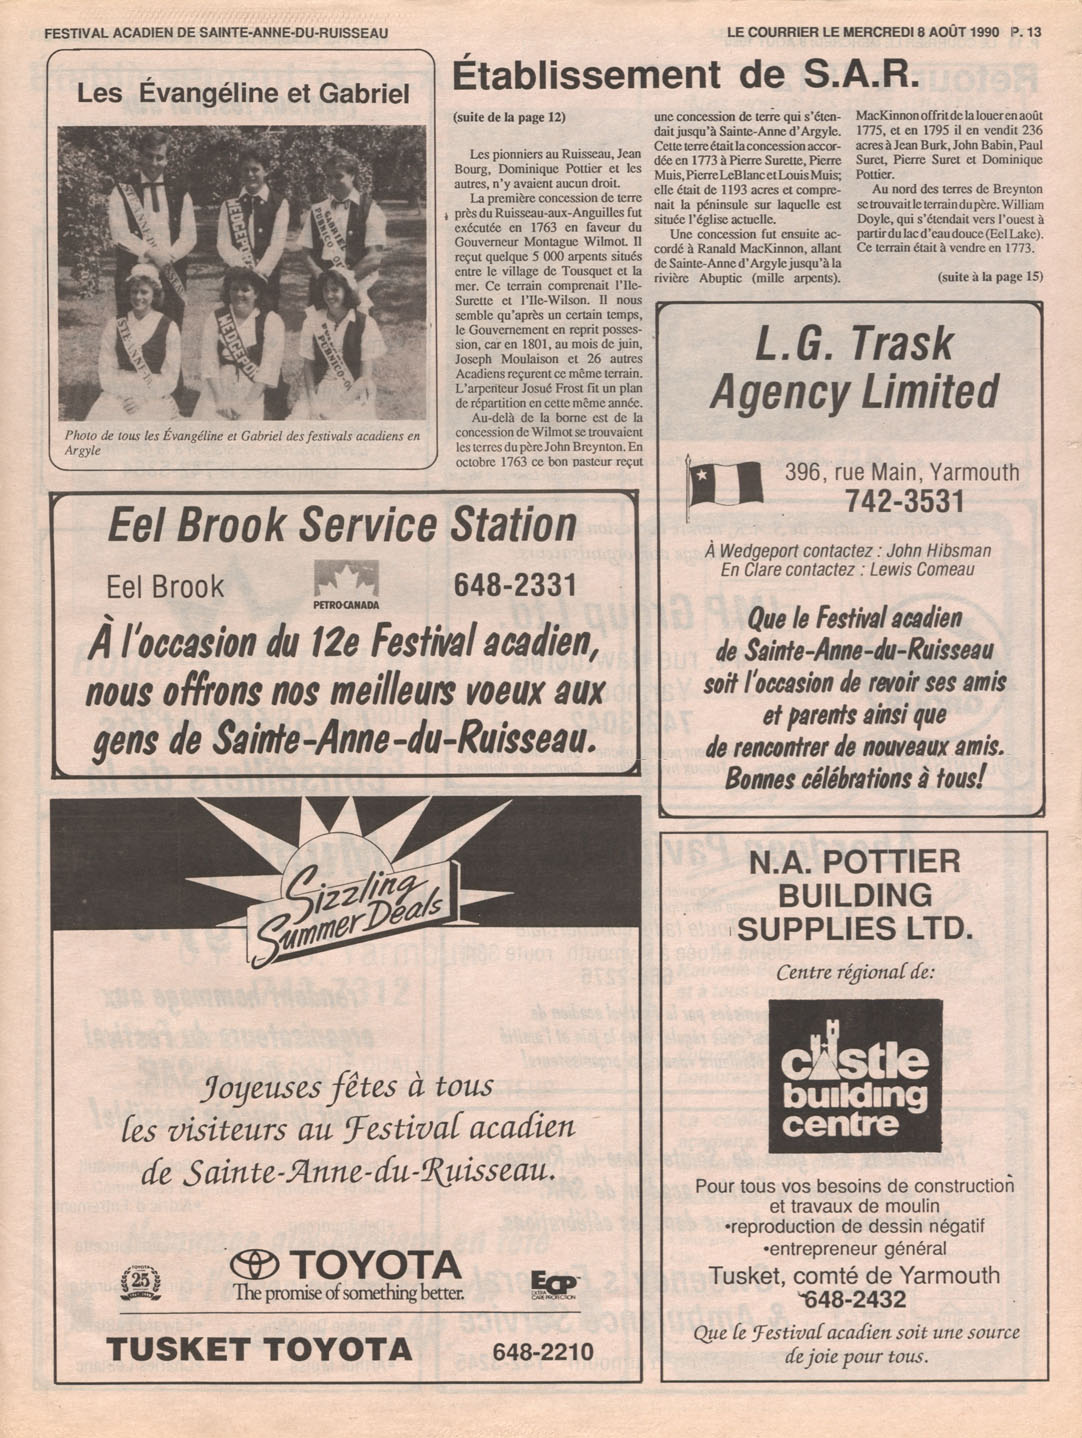 FESTIVAL ACADIEN DE SAINTE-ANNE-DU-RUISSEAU
LE COURRIER LE MERCREDI 8 AOÛT 1990 P. 13
Les Évangéline et Gabriel
STE-ANNE-DU-RUISSEAU
WEDGEPORT
GABRIEL
PUBNICO-O
STE-ANNE-D
WEDGEPORT
PUBNICO-O
Photo de tous les Évangéline et Gabriel des festivals acadiens en
Argyle
Établissement de S.A.R.
(suite de la page 12)
Les pionniers au Ruisseau, Jean
Bourg, Dominique Pottier et les
autres, n'y avaient aucun droit.
La première concession de terre
près du Ruisseau-aux-Anguilles fut
exécutée en 1763 en faveur du
Gouverneur Montague Wilmot. Il
reçut quelque 5 000 arpents situés
entre le village de Tousquet et la
mer. Ce terrain comprenait l'Ile-
Surette et l'Ile-Wilson. Il nous
semble qu'après un certain temps,
le Gouvernement en reprit posses-
sion, car en 1801, au mois de juin,
Joseph Moulaison et 26 autres
Acadiens reçurent ce même terrain.
L'arpenteur Josué Frost fit un plan
de répartition en cette même année.
Au-delà de la borne est de la
concession de Wilmot se trouvaient
les terres du père John Breynton. En
octobre 1763 ce bon pasteur reçut
une concession de terre qui s'éten-
dait jusqu'à Sainte-Anne d'Argyle.
Cette terre était la concession accor-
dée en 1773 à Pierre Surette, Pierre
Muis, Pierre LeBlanc et Louis Muis;
elle était de 1193 acres et compre-
nait la péninsule sur laquelle est
située l'église actuelle.
Une concession fut ensuite ac-
cordé à Ranald MacKinnon, allant
de Sainte-Anne d'Argyle jusqu'à la
rivière Abuptic (mille arpents).
MacKinnon offrit de la louer en août
1775, et en 1795 il en vendit 236
acres à Jean Burk, John Babin, Paul
Suret, Pierre Suret et Dominique
Pottier.
Au nord des terres de Breynton
se trouvait le terrain du père. William
Doyle, qui s'étendait vers l'ouest à
partir du lac d'eau douce (Eel Lake).
Ce terrain était à vendre en 1773.
(suite à la page 15)
Eel Brook Service Station
Eel Brook
PETRO-CANADA
648-2331
À l'occasion du 12e Festival acadien,
nous offrons nos meilleurs voeux aux
gens de Sainte-Anne-du-Ruisseau.
L.G. Trask
Agency Limited
396, rue Main, Yarmouth
742-3531
À Wedgeport contactez : John Hibsman
En Clare contactez : Lewis Comeau
Que le Festival acadien
de Sainte-Anne-du-Ruisseau
soit l'occasion de revoir ses amis
et parents ainsi que
de rencontrer de nouveaux amis.
Bonnes célébrations à tous!
Sizzling
Summer Deals
Joyeuses fêtes à tous
les visiteurs au Festival acadien
de Sainte-Anne-du-Ruisseau.
TOYOTA
25
TOYOTA
The promise of something better.
ECP
EXTRA
CARE PROTECTION
TUSKET TOYOTA
648-2210
N.A. POTTIER
BUILDING
SUPPLIES LTD.
Centre régional de:
castle
building
centre
Pour tous vos besoins de construction
et travaux de moulin
•reproduction de dessin négatif
•entrepreneur général
Tusket, comté de Yarmouth
648-2432
Que le Festival acadien soit une source
de joie pour tous.